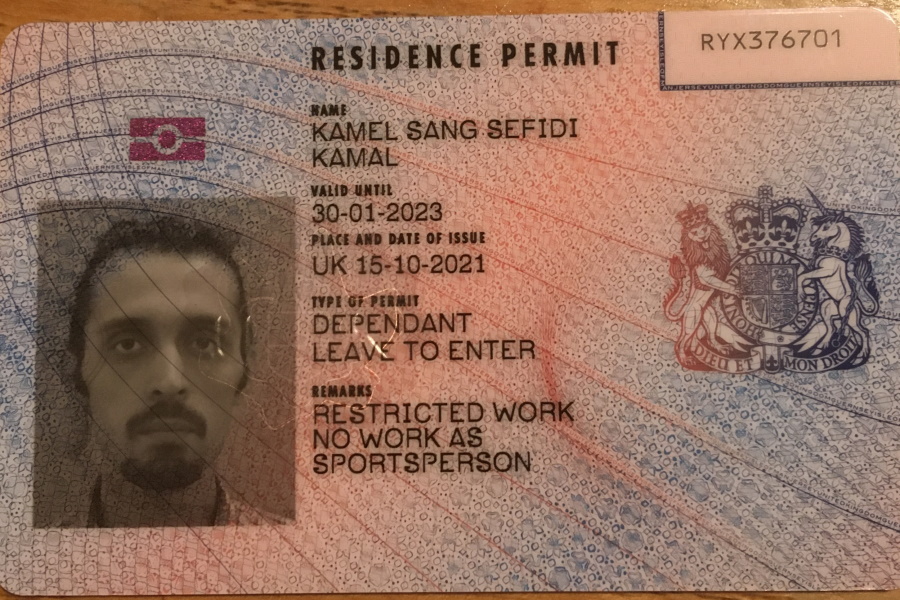 RESIDENCE PERMIT
RYX376701
NAME
KAMEL SANG SEFIDI
KAMAL
VALID UNTIL
30-01-2023
PLACE AND DATE OF ISSUE
UK 15-10-2021
TYPE OF PERMIT
DEPENDANT
LEAVE TO ENTER
REMARKS
RESTRICTED WORK
NO WORK AS
SPORTSPERSON
DIEU ET MON DROIT